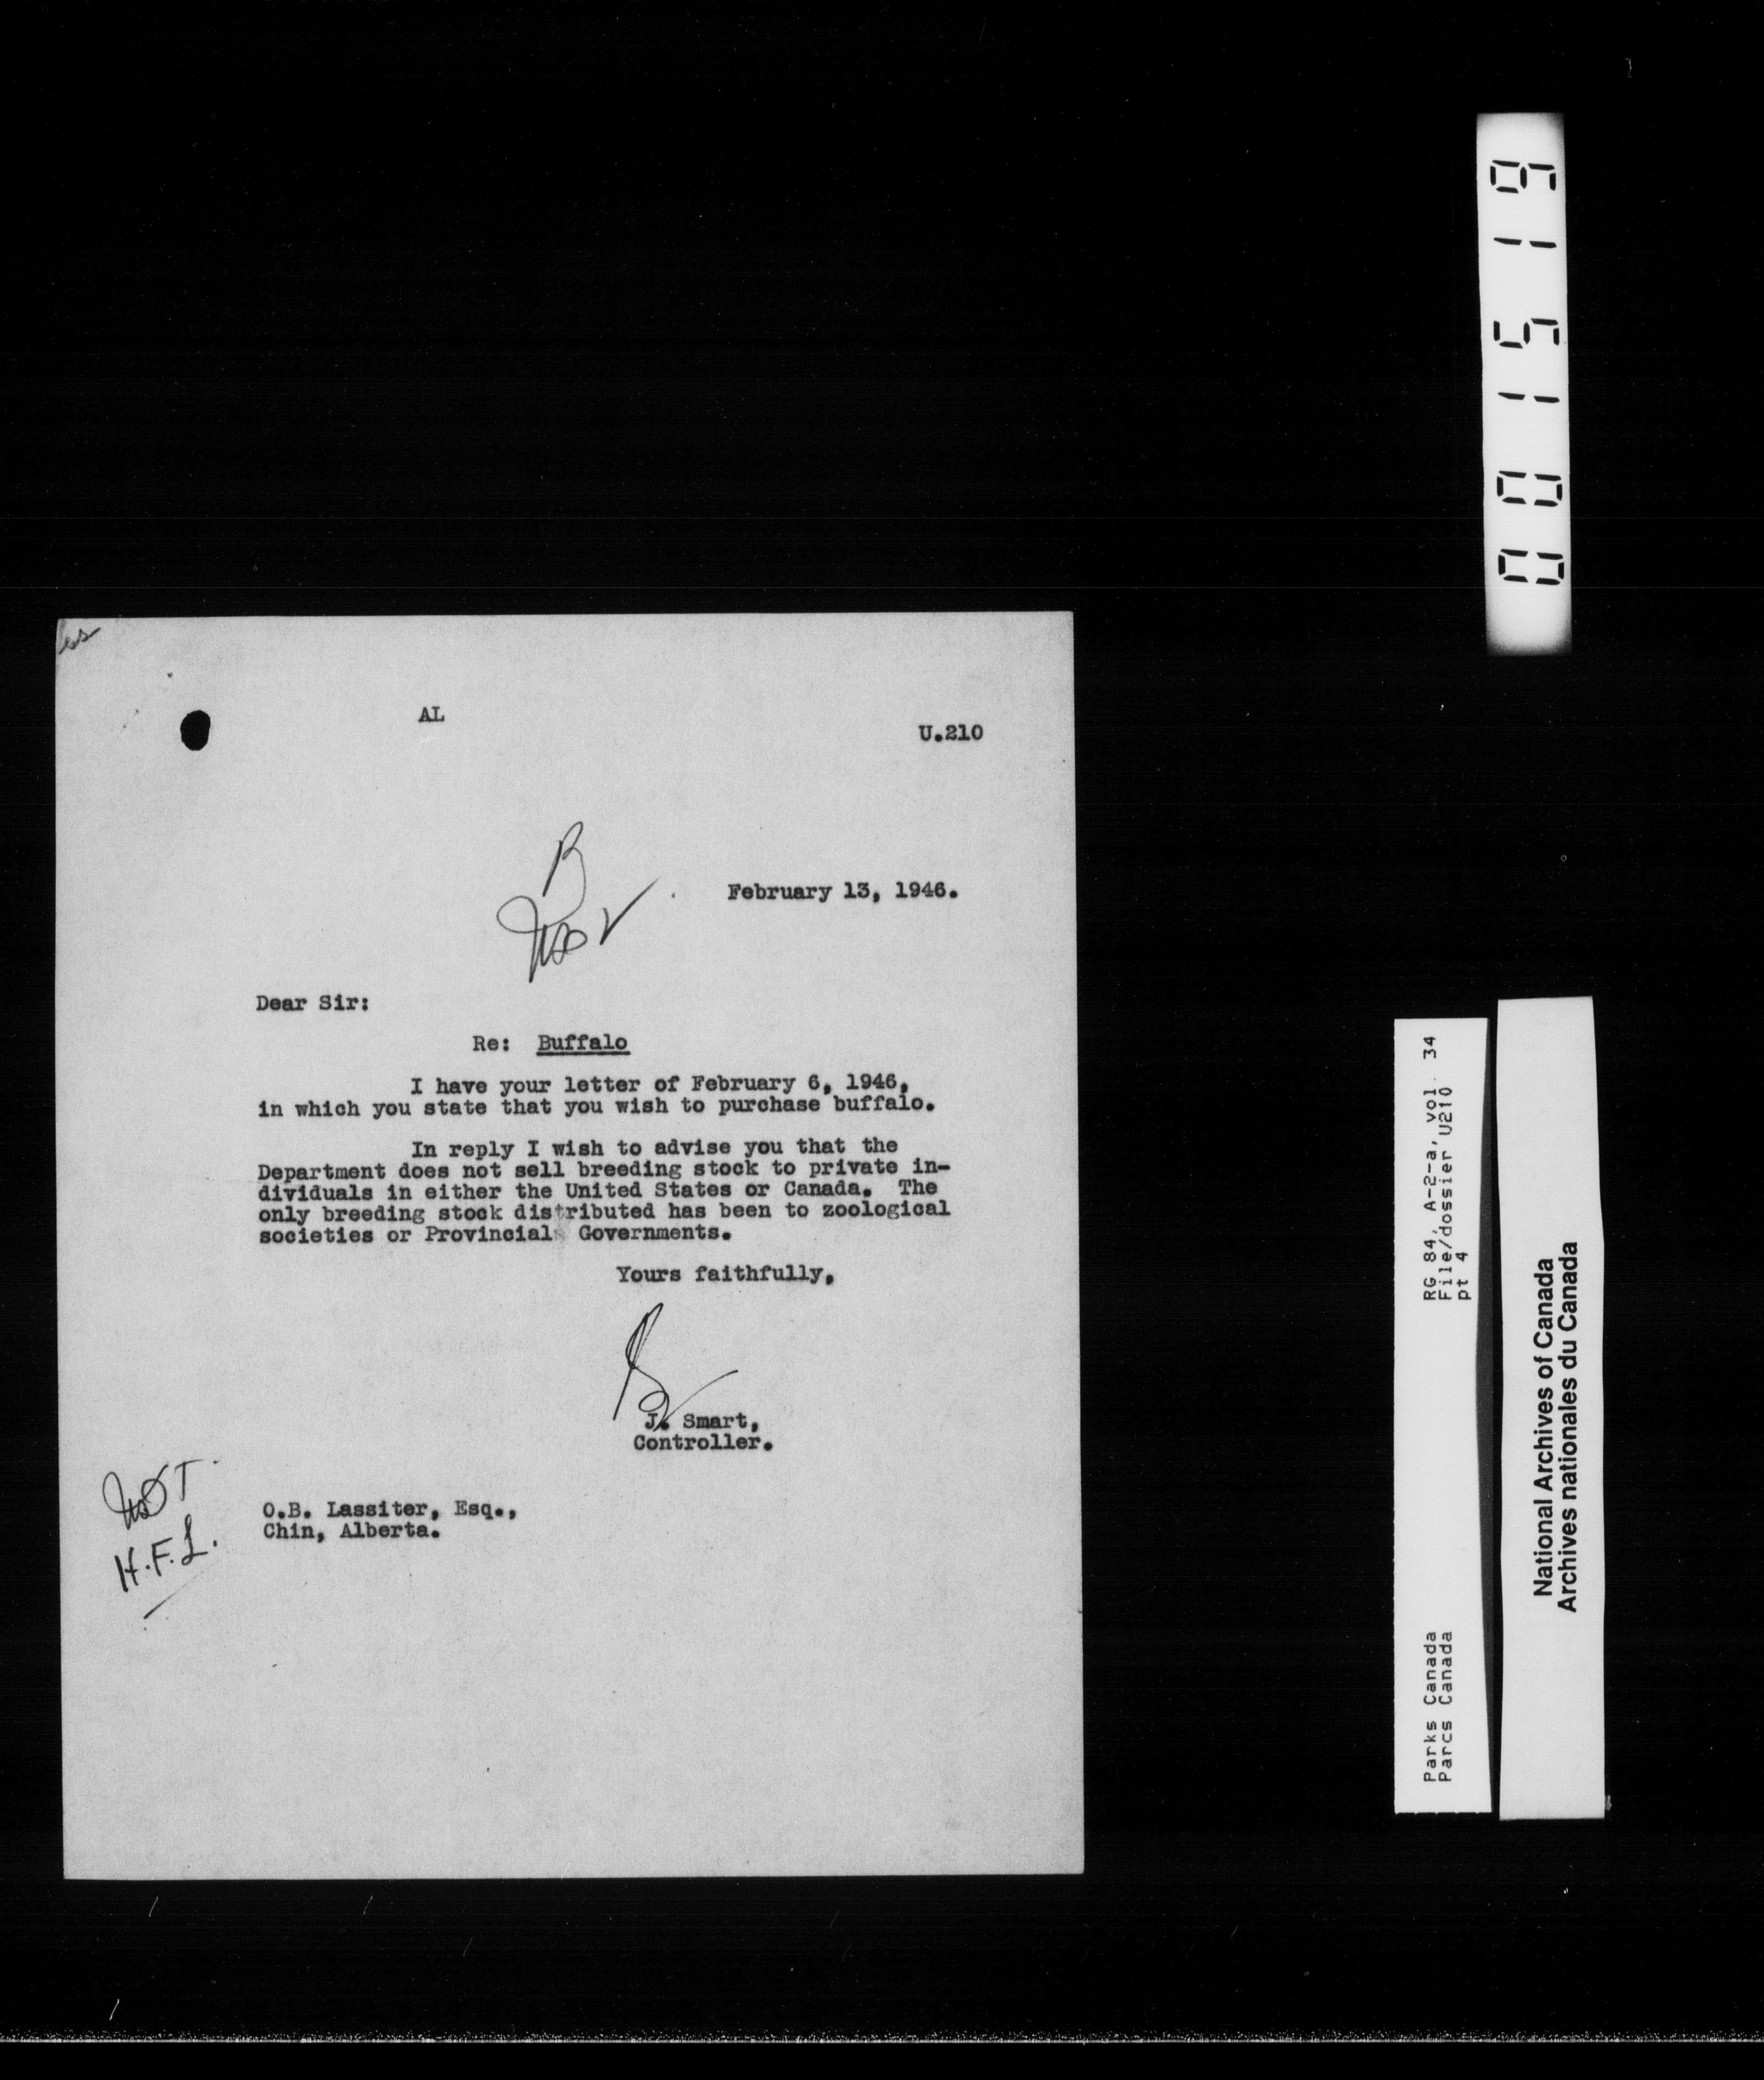 AL
U.210
February 13, 1946.
Dear Sir:
Re: Buffalo
I have your letter of February 6, 1946,
in which you state that you wish to purchase buffalo.
In reply I wish to advise you that the
Department does not sell breeding stock to private in-
dividuals in either the United States or Canada. The
only breeding stock distributed has been to zoological
societies or Provincial Governments.
Yours faithfully,
J. Smart,
Controller.
H.F.L.
O.B. Lassiter, Esq.,
Chin, Alberta.
001519
RG 84, A-2-a, vol. 34
File/dossier U210
pt 4
Parks Canada
Parcs Canada
National Archives of Canada
Archives nationales du Canada